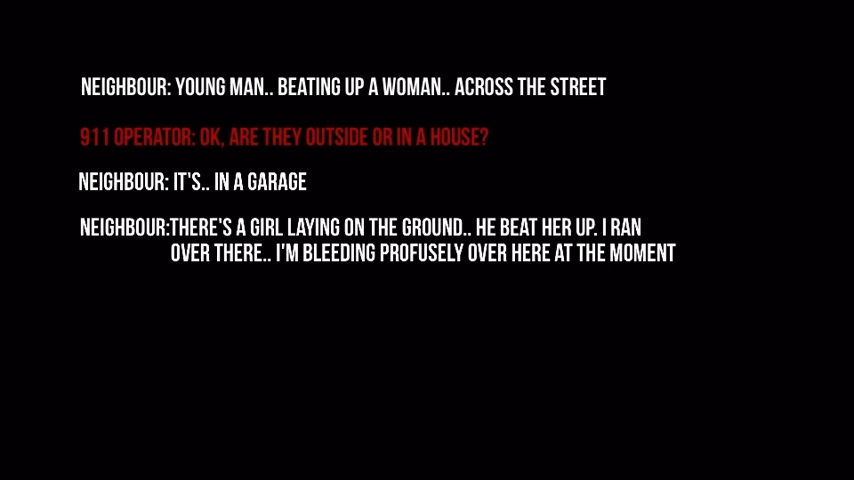 NEIGHBOUR: YOUNG MAN.. BEATING UP A WOMAN.. ACROSS THE STREET
911 OPERATOR: OK, ARE THEY OUTSIDE OR IN A HOUSE?
NEIGHBOUR: IT'S.. IN A GARAGE
NEIGHBOUR:THERE'S A GIRL LAYING ON THE GROUND.. HE BEAT HER UP. I RAN
OVER THERE.. I'M BLEEDING PROFUSELY OVER HERE AT THE MOMENT